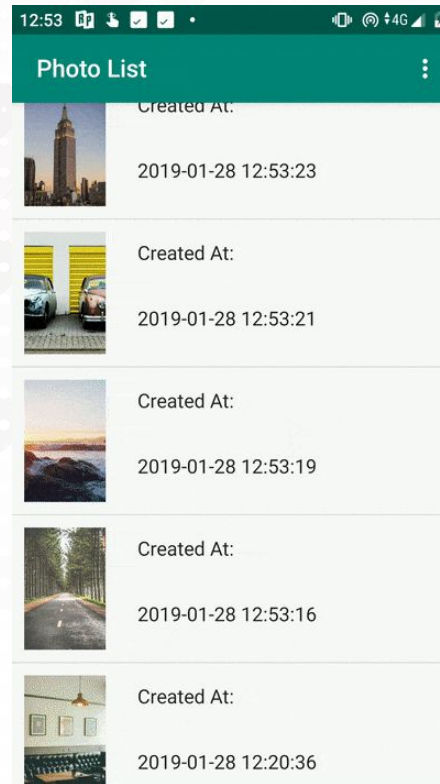 12:53 RP 4G
Photo List
Created At:
2019-01-28 12:53:23
Created At:
2019-01-28 12:53:21
Created At:
2019-01-28 12:53:19
Created At:
2019-01-28 12:53:16
Created At:
2019-01-28 12:20:36